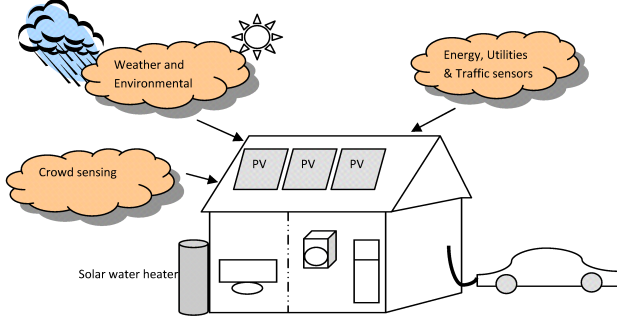 Weather and
Environmental
Energy, Utilities
& Traffic sensors
Crowd sensing
PV
PV
PV
Solar water heater